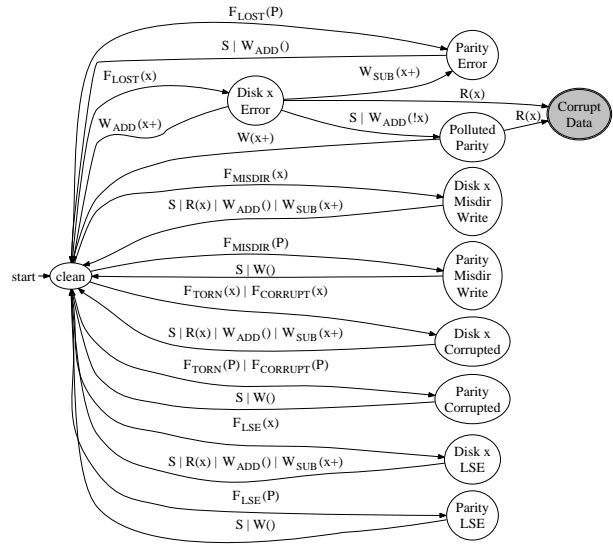 F_LOST(P)
S | W_ADD()
Parity
Error
F_LOST(x)
W_SUB(x+)
Disk x
Error
R(x)
Corrupt
Data
W_ADD(x+)
S | W_ADD(!x)
R(x)
W(x+)
Polluted
Parity
F_MISDIR(x)
S | R(x) | W_ADD() | W_SUB(x+)
Disk x
Misdir
Write
F_MISDIR(P)
S | W()
Parity
Misdir
Write
start
clean
F_TORN(x) | F_CORRUPT(x)
S | R(x) | W_ADD() | W_SUB(x+)
Disk x
Corrupted
F_TORN(P) | F_CORRUPT(P)
S | W()
Parity
Corrupted
F_LSE(x)
S | R(x) | W_ADD() | W_SUB(x+)
Disk x
LSE
F_LSE(P)
S | W()
Parity
LSE